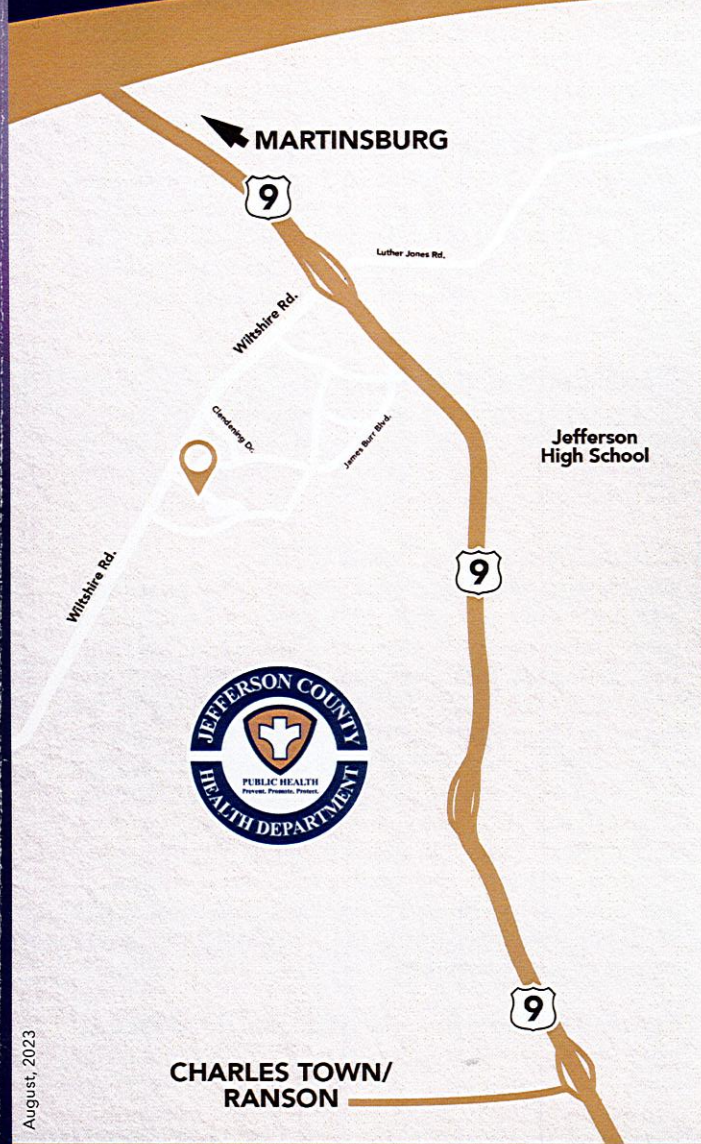 MARTINSBURG
9
Luther Jones Rd.
Wiltshire Rd.
Clendening Dr.
James Burr Blvd.
Jefferson
High School
9
Wiltshire Rd.
JEFFERSON COUNTY
PUBLIC HEALTH
Prevent. Promote. Protect.
HEALTH DEPARTMENT
9
CHARLES TOWN/
RANSON
August, 2023